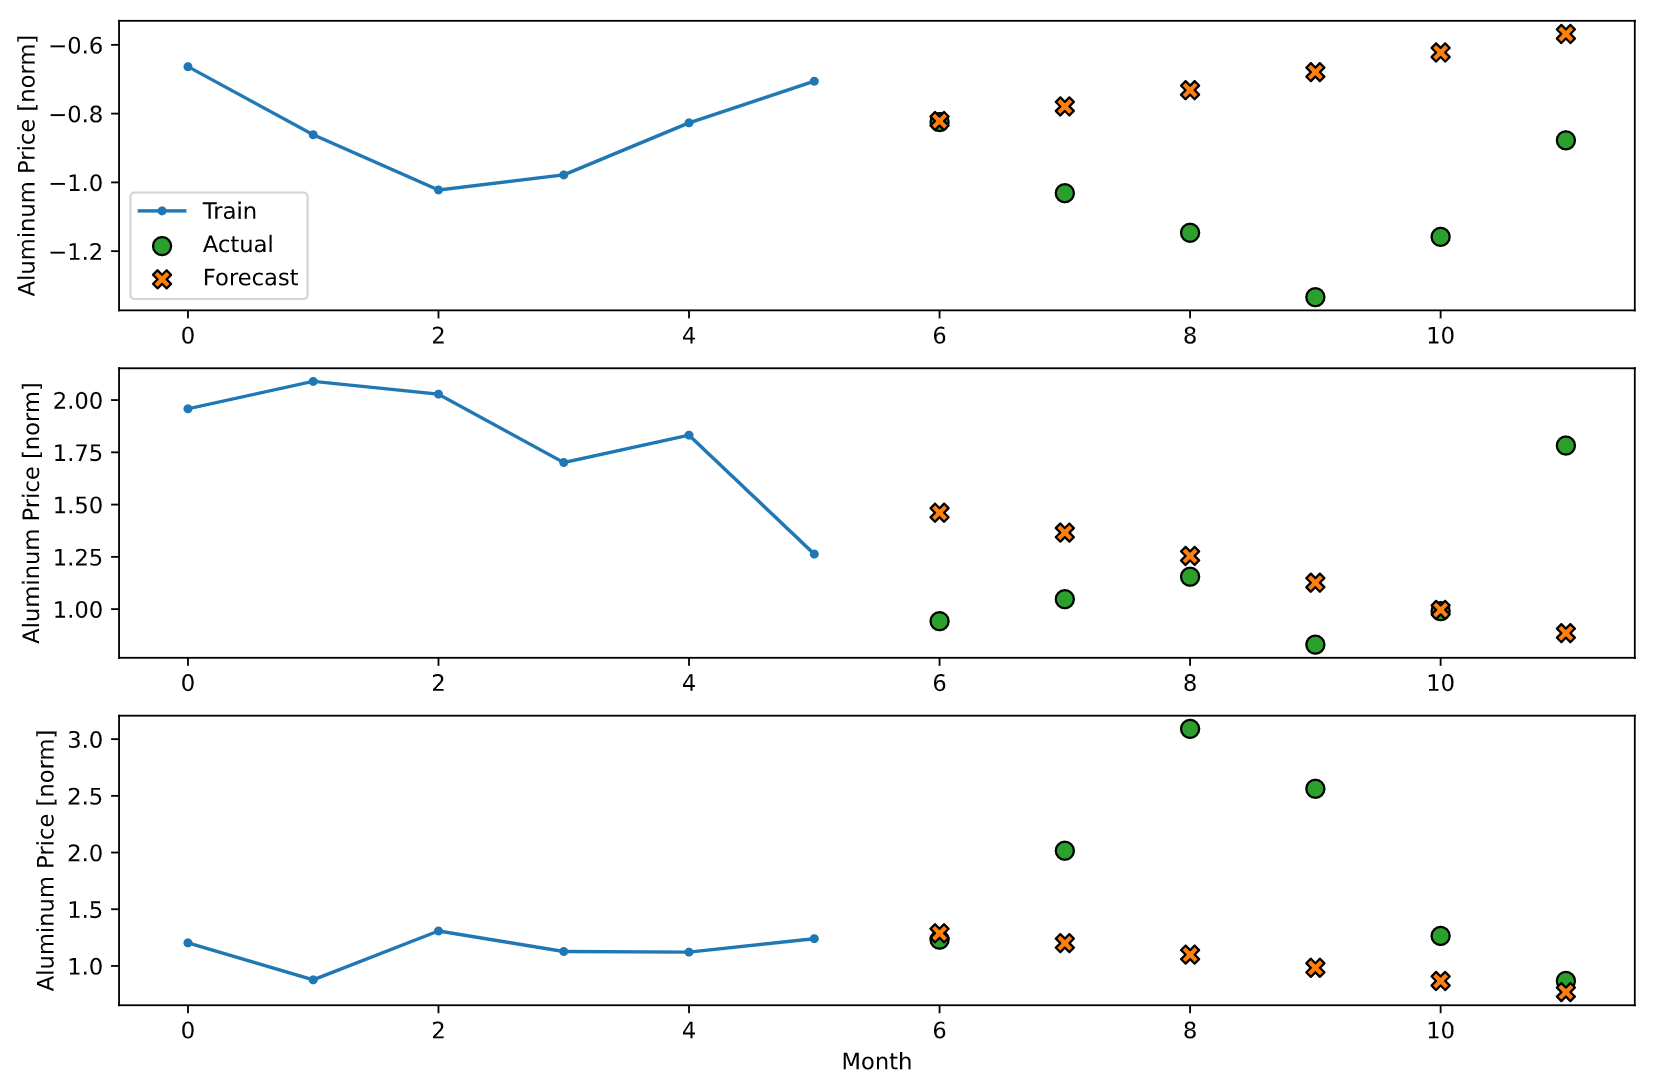 Aluminum Price [norm]
−0.6
−0.8
−1.0
−1.2
Train
Actual
Forecast
0 2 4 6 8 10
Aluminum Price [norm]
2.00
1.75
1.50
1.25
1.00
0 2 4 6 8 10
Aluminum Price [norm]
3.0
2.5
2.0
1.5
1.0
0 2 4 6 8 10
Month